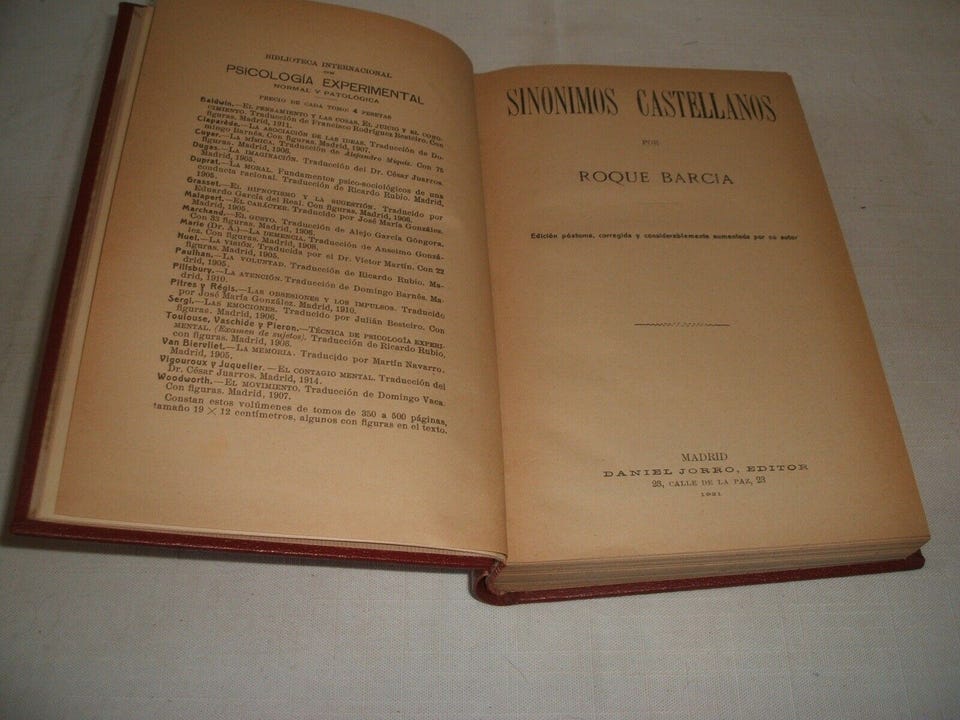 BIBLIOTECA INTERNACIONAL
DE
PSICOLOGÍA EXPERIMENTAL
NORMAL Y PATOLÓGICA
PRECIO DE CADA TOMO: 4 PESETAS
Baldwin.—EL PENSAMIENTO Y LAS COSAS. EL JUICIO Y EL CONO-
CIMIENTO. Traducción de Francisco Rodríguez Besteiro. Con
figuras. Madrid, 1911.
Claparède.—LA ASOCIACIÓN DE LAS IDEAS. Traducción de Do-
mingo Barnés. Con figuras. Madrid, 1907.
Cuyer.—LA MÍMICA. Traducción de Alejandro Miquis. Con 75
figuras. Madrid, 1906.
Dugas.—LA IMAGINACIÓN. Traducción del Dr. César Juarros.
Madrid, 1905.
Duprat.—LA MORAL. Fundamentos psico-sociológicos de una
conducta racional. Traducción de Ricardo Rubio. Madrid,
1905.
Grasset.—EL HIPNOTISMO Y LA SUGESTIÓN. Traducido por
Eduardo García del Real. Con figuras. Madrid, 1906.
Malapert.—EL CARÁCTER. Traducido por José María González.
Madrid, 1905.
Marchand.—EL GUSTO. Traducción de Alejo García Góngora.
Con 33 figuras. Madrid, 1906.
Marie (Dr. A.)—LA DEMENCIA. Traducción de Anselmo Gonzá-
lez. Con figuras. Madrid, 1908.
Nuel.—LA VISIÓN. Traducida por el Dr. Víctor Martín. Con 22
figuras. Madrid, 1905.
Paulhan.—LA VOLUNTAD. Traducción de Ricardo Rubio. Ma-
drid, 1905.
Pillsbury.—LA ATENCIÓN. Traducción de Domingo Barnés. Ma-
drid, 1910.
Pitres y Régis.—LAS OBSESIONES Y LOS IMPULSOS. Traducido
por José María González. Madrid, 1910.
Sergi.—LAS EMOCIONES. Traducido por Julián Besteiro. Con
figuras. Madrid, 1906.
Toulouse, Vaschide y Pieron.—TÉCNICA DE PSICOLOGÍA EXPERI-
MENTAL. (Examen de sujetos). Traducción de Ricardo Rubio,
con figuras. Madrid, 1906.
Van Biervliet.—LA MEMORIA. Traducido por Martín Navarro.
Madrid, 1905.
Vigouroux y Juquelier.—EL CONTAGIO MENTAL. Traducción del
Dr. César Juarros. Madrid, 1914.
Woodworth.—EL MOVIMIENTO. Traducción de Domingo Vaca.
Con figuras. Madrid, 1907.
Constan estos volúmenes de tomos de 350 a 500 páginas,
tamaño 19 × 12 centímetros, algunos con figuras en el texto.
SINONIMOS CASTELLANOS
POR
ROQUE BARCIA
Edición póstuma, corregida y considerablemente aumentada por su autor
MADRID
DANIEL JORRO, EDITOR
23, CALLE DE LA PAZ, 23
1921